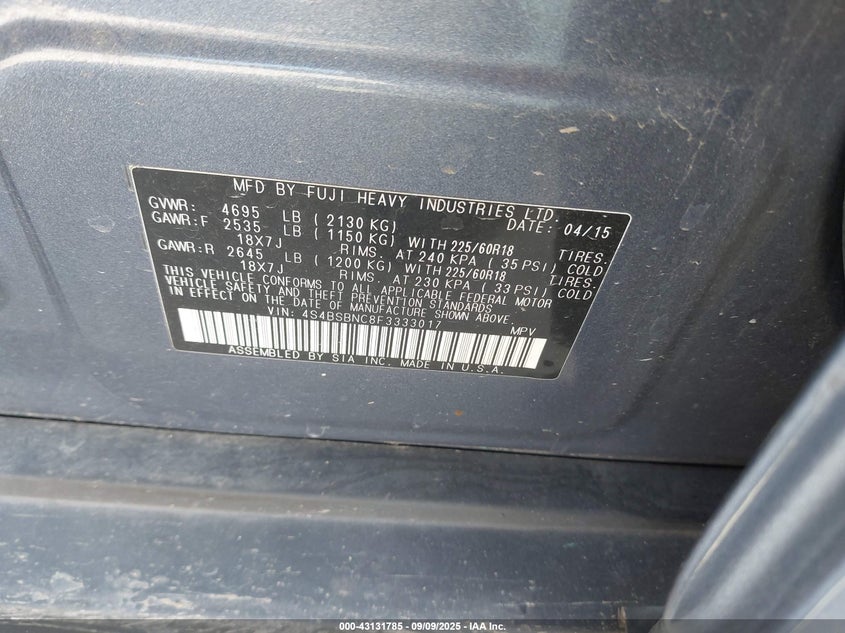 MFD BY FUJI HEAVY INDUSTRIES LTD.
GVWR: 4695 LB ( 2130 KG) DATE: 04/15
GAWR:F 2535 LB ( 1150 KG) WITH 225/60R18 TIRES.
18X7J RIMS. AT 240 KPA ( 35 PSI) COLD
GAWR:R 2645 LB ( 1200 KG) WITH 225/60R18 TIRES.
18X7J RIMS. AT 230 KPA ( 33 PSI) COLD
THIS VEHICLE CONFORMS TO ALL APPLICABLE FEDERAL MOTOR
VEHICLE SAFETY AND THEFT PREVENTION STANDARDS
IN EFFECT ON THE DATE OF MANUFACTURE SHOWN ABOVE.
VIN: 4S4BSBNC8F3333017 MPV
ASSEMBLED BY SIA INC. MADE IN U.S.A.
000-43131785 - 09/09/2025 - IAA Inc.